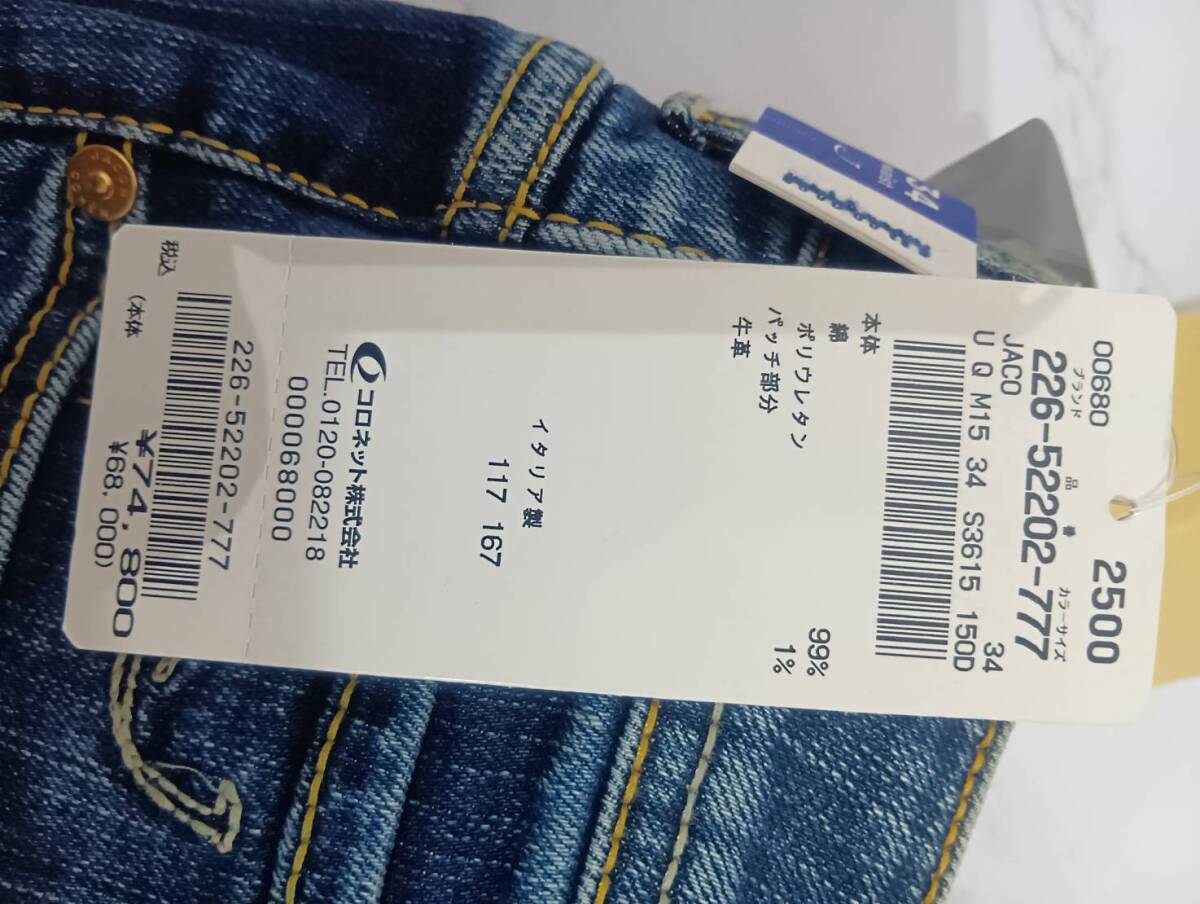 00680 2500
ブランド 品番 カラーサイズ
226-52202-777
JACO 34
U Q M15 34 S3615 150D
本体
綿 99%
ポリウレタン 1%
パッチ部分
牛革
イタリア製
117 167
コロネット株式会社
TEL.0120-082218
000068000
226-52202-777
税込 ¥74,800
(本体 ¥68,000)
34